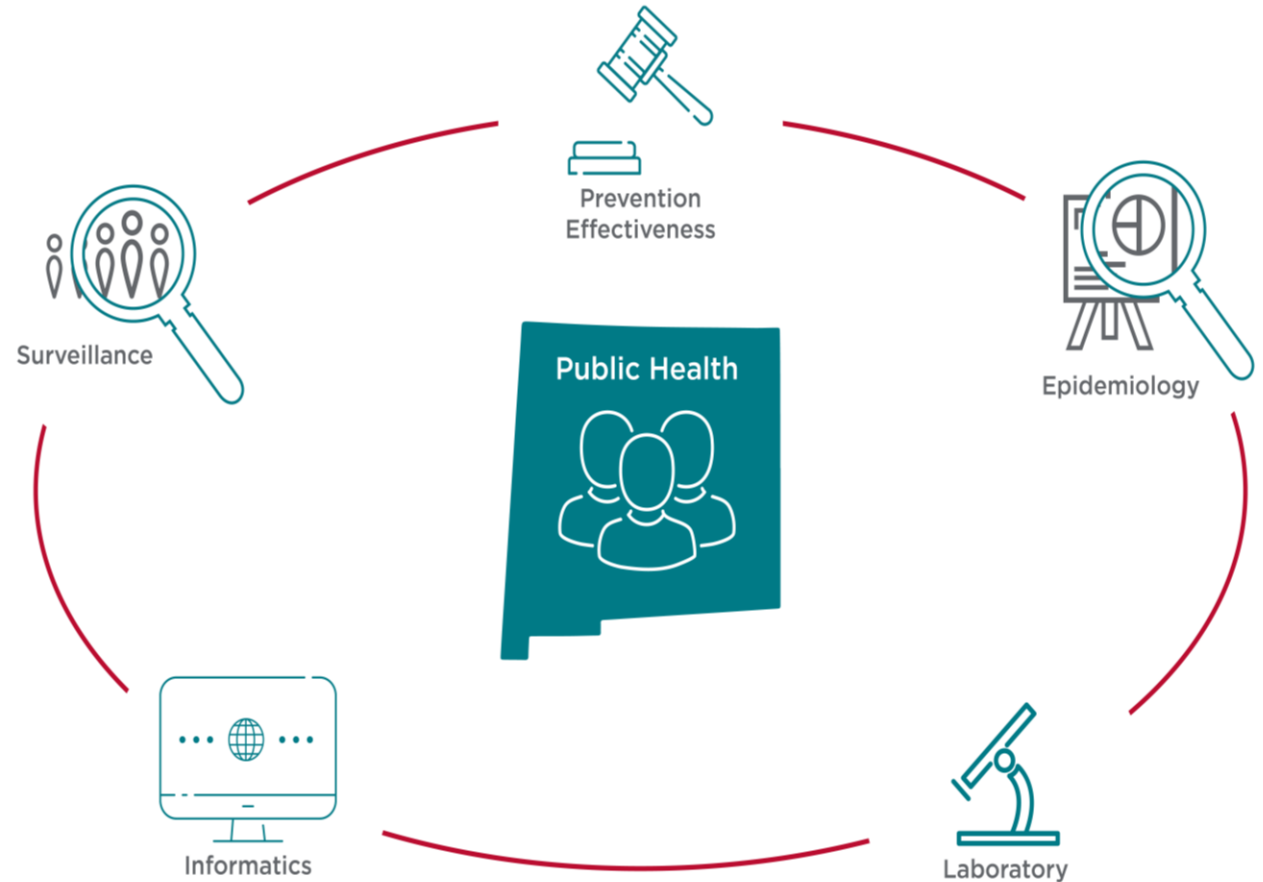 Prevention
Effectiveness
Surveillance
Public Health
Epidemiology
Informatics
Laboratory